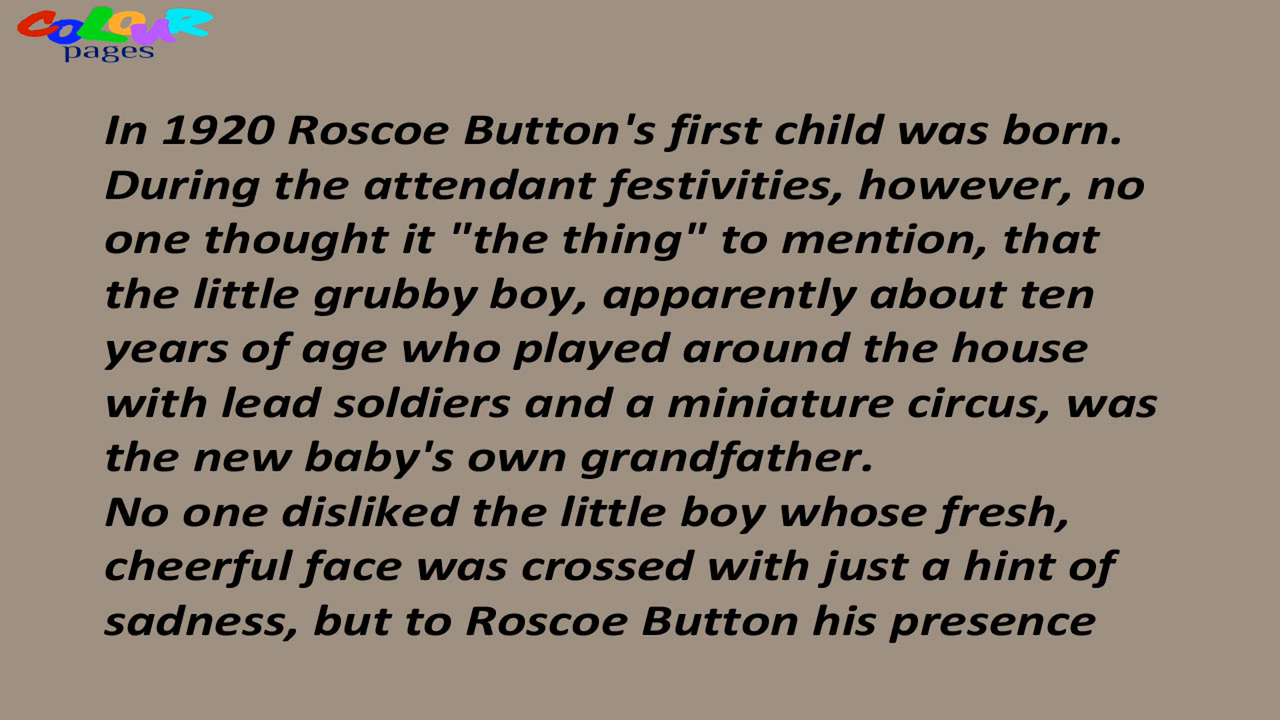 COLOUR
pages
In 1920 Roscoe Button's first child was born.
During the attendant festivities, however, no
one thought it "the thing" to mention, that
the little grubby boy, apparently about ten
years of age who played around the house
with lead soldiers and a miniature circus, was
the new baby's own grandfather.
No one disliked the little boy whose fresh,
cheerful face was crossed with just a hint of
sadness, but to Roscoe Button his presence